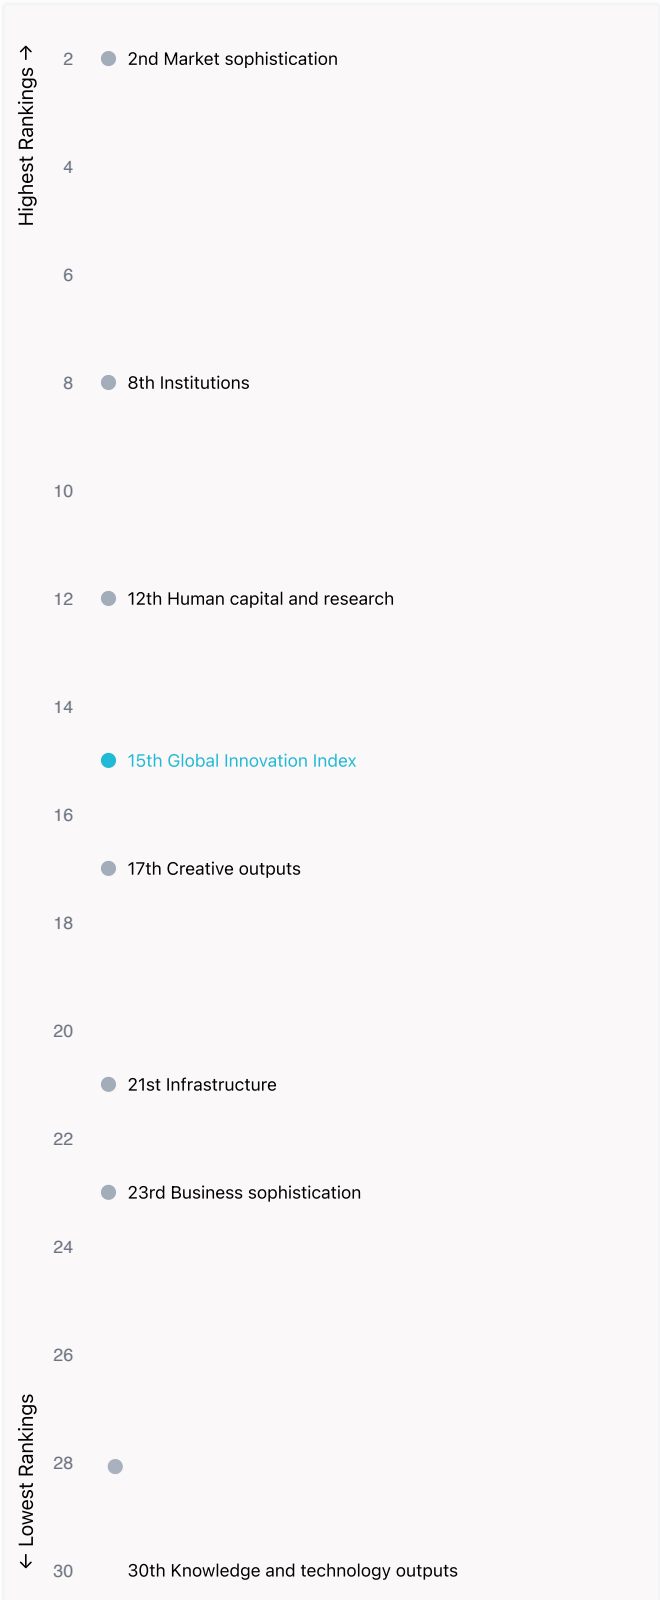 Highest Rankings →
2
2nd Market sophistication
4
6
8
8th Institutions
10
12
12th Human capital and research
14
15th Global Innovation Index
16
17th Creative outputs
18
20
21st Infrastructure
22
23rd Business sophistication
24
26
← Lowest Rankings
28
30
30th Knowledge and technology outputs